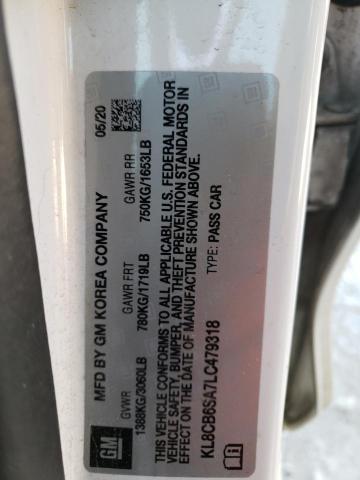 MFD BY GM KOREA COMPANY 05/20
GVWR GAWR FRT GAWR RR
1388KG/3060LB 780KG/1719LB 750KG/1653LB
THIS VEHICLE CONFORMS TO ALL APPLICABLE U.S. FEDERAL MOTOR
VEHICLE SAFETY, BUMPER, AND THEFT PREVENTION STANDARDS IN
EFFECT ON THE DATE OF MANUFACTURE SHOWN ABOVE.
KL8CB6SA7LC479318 TYPE: PASS CAR
GM